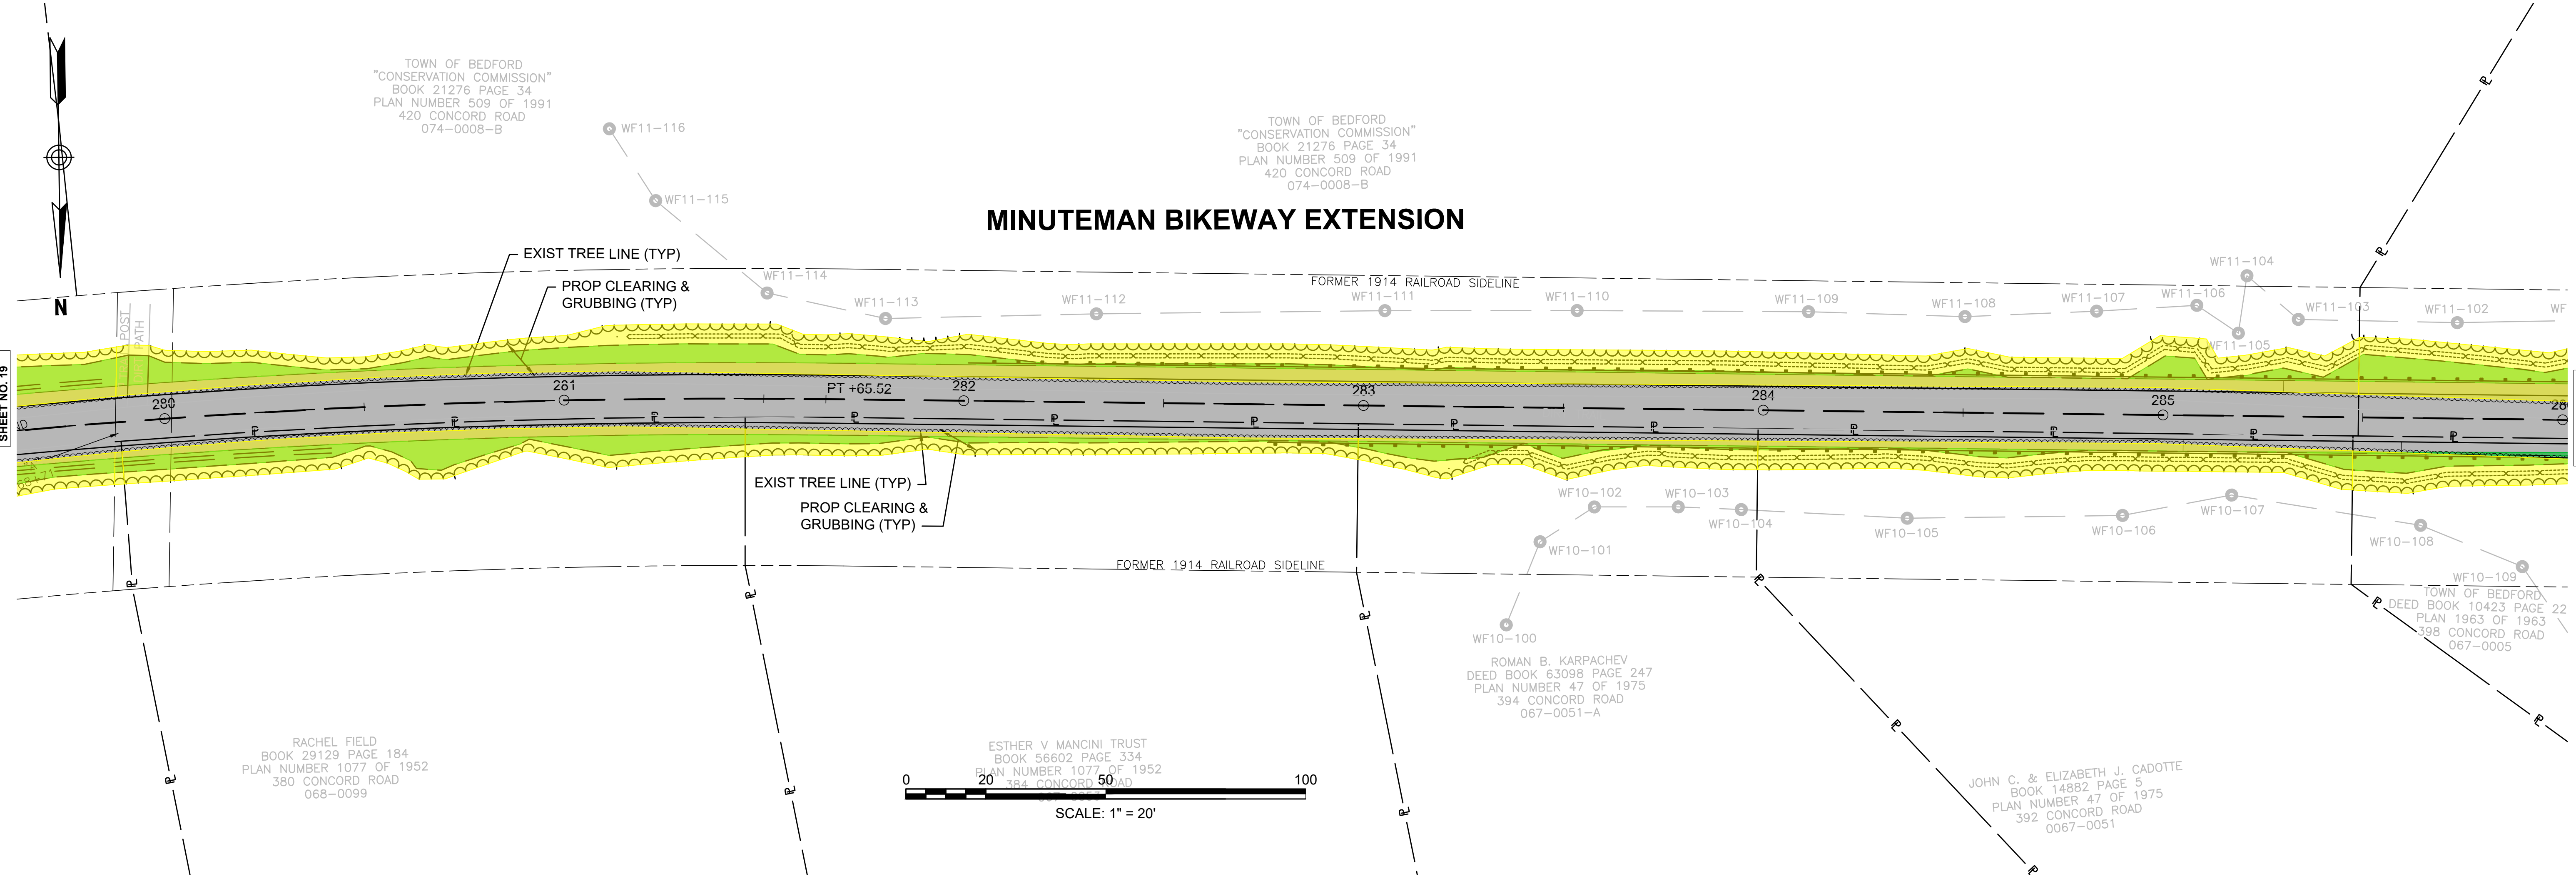 TOWN OF BEDFORD
"CONSERVATION COMMISSION"
BOOK 21276 PAGE 34
PLAN NUMBER 509 OF 1991
420 CONCORD ROAD
074-0008-B
WF11-116
WF11-115
TOWN OF BEDFORD
"CONSERVATION COMMISSION"
BOOK 21276 PAGE 34
PLAN NUMBER 509 OF 1991
420 CONCORD ROAD
074-0008-B
MINUTEMAN BIKEWAY EXTENSION
N
EXIST TREE LINE (TYP)
PROP CLEARING &
GRUBBING (TYP)
FORMER 1914 RAILROAD SIDELINE
WF11-114
WF11-113
WF11-112
WF11-111
WF11-110
WF11-109
WF11-108
WF11-107
WF11-106
WF11-105
WF11-104
WF11-103
WF11-102
WF
POST
PATH
SHEET NO. 19
280
281
PT +65.52
282
283
284
285
28
EXIST TREE LINE (TYP)
PROP CLEARING &
GRUBBING (TYP)
FORMER 1914 RAILROAD SIDELINE
WF10-100
WF10-101
WF10-102
WF10-103
WF10-104
WF10-105
WF10-106
WF10-107
WF10-108
WF10-109
TOWN OF BEDFORD
DEED BOOK 10423 PAGE 22
PLAN 1963 OF 1963
398 CONCORD ROAD
067-0005
ROMAN B. KARPACHEV
DEED BOOK 63098 PAGE 247
PLAN NUMBER 47 OF 1975
394 CONCORD ROAD
067-0051-A
RACHEL FIELD
BOOK 29129 PAGE 184
PLAN NUMBER 1077 OF 1952
380 CONCORD ROAD
068-0099
ESTHER V MANCINI TRUST
BOOK 56602 PAGE 334
PLAN NUMBER 1077 OF 1952
384 CONCORD ROAD
0 20 50 100
SCALE: 1" = 20'
JOHN C. & ELIZABETH J. CADOTTE
BOOK 14882 PAGE 5
PLAN NUMBER 47 OF 1975
392 CONCORD ROAD
0067-0051